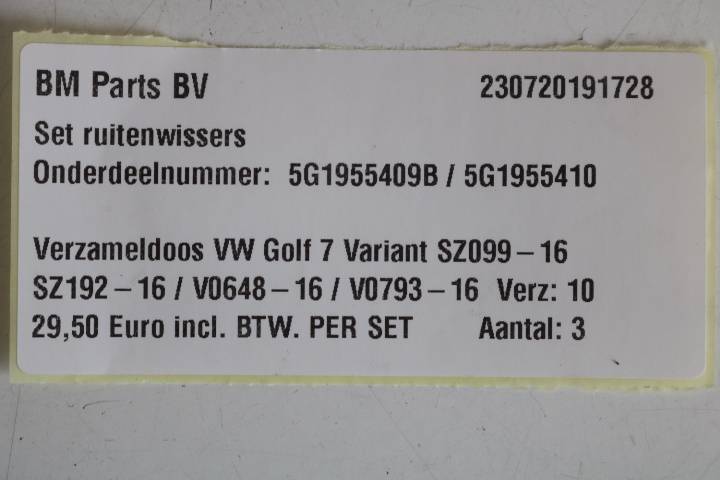 BM Parts BV 230720191728
Set ruitenwissers
Onderdeelnummer: 5G1955409B / 5G1955410
Verzameldoos VW Golf 7 Variant SZ099-16
SZ192-16 / V0648-16 / V0793-16 Verz: 10
29,50 Euro incl. BTW. PER SET Aantal: 3